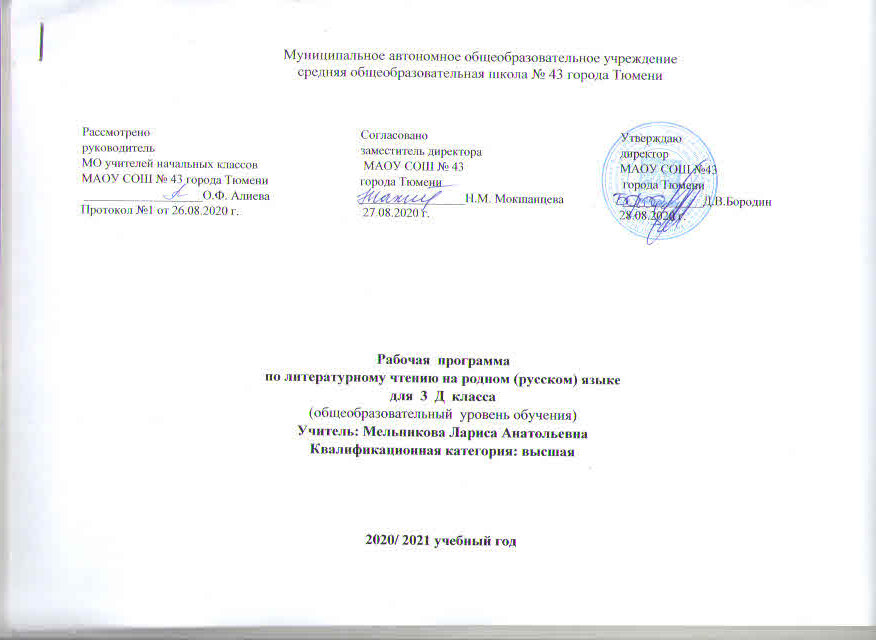 Муниципальное автономное общеобразовательное учреждение
средняя общеобразовательная школа № 43 города Тюмени
Рассмотрено
руководитель
МО учителей начальных классов
МАОУ СОШ № 43 города Тюмени
О.Ф. Алиева
Протокол №1 от 26.08.2020 г.
Согласовано
заместитель директора
МАОУ СОШ № 43
города Тюмени
Н.М. Мокшанцева
27.08.2020 г.
Утверждаю
директор
МАОУ СОШ №43
города Тюмени
Д.В.Бородин
28.08.2020 г.
Рабочая программа
по литературному чтению на родном (русском) языке
для 3 Д класса
(общеобразовательный уровень обучения)
Учитель: Мельникова Лариса Анатольевна
Квалификационная категория: высшая
2020/ 2021 учебный год